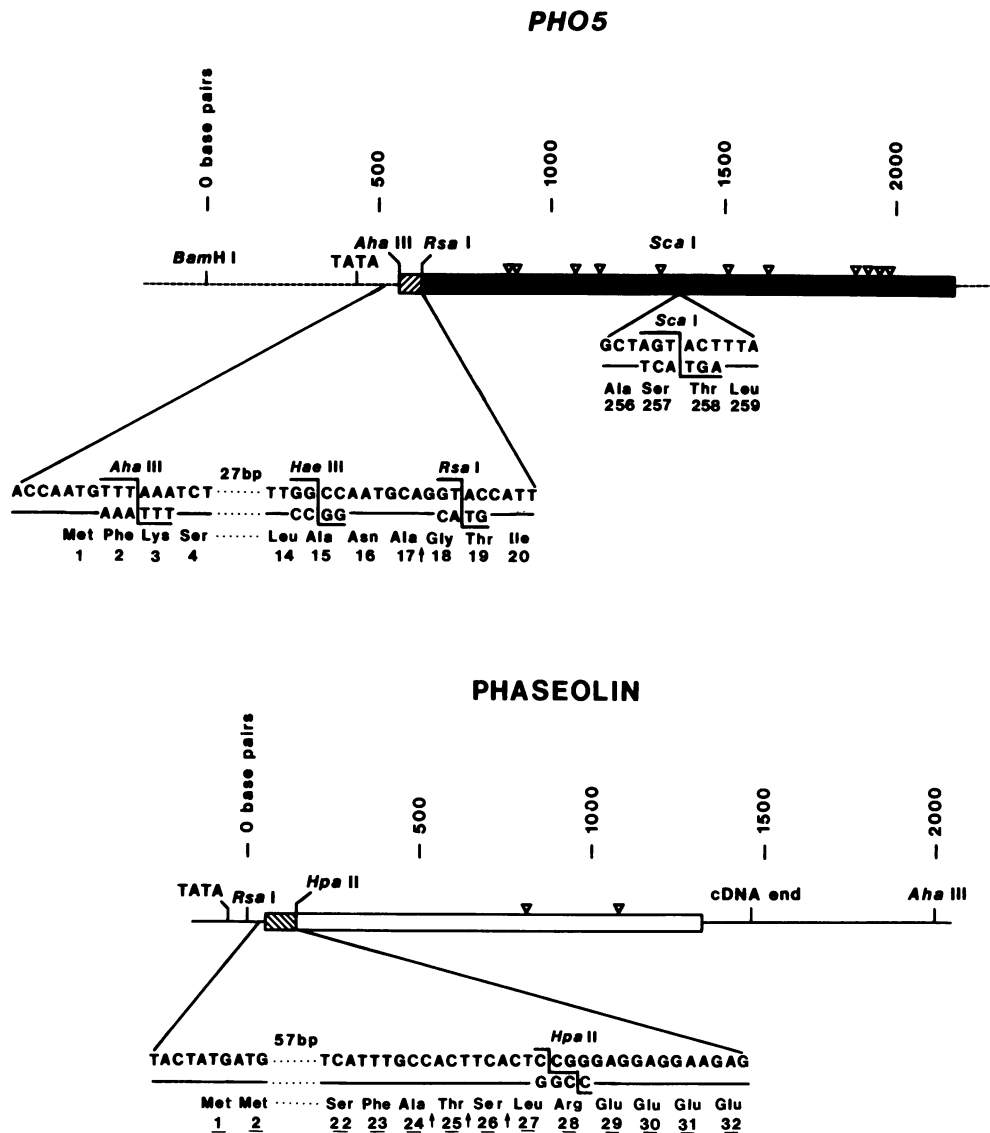 PHO5
0 base pairs
500
1000
1500
2000
BamH I
TATA
Aha III
Rsa I
Sca I
Sca I
GCTAGTACTTTA
TCATGA
Ala Ser Thr Leu
256 257 258 259
Aha III
27bp
Hae III
Rsa I
ACCAATGTTTAAATCT·······TTGGCCAATGCAGGTACCATT
AAATTT ······· CCGG CATG
Met Phe Lys Ser ······· Leu Ala Asn Ala Gly Thr Ile
1 2 3 4 14 15 16 17↑18 19 20
PHASELIN
0 base pairs
500
1000
1500
2000
TATA
Rsa I
Hpa II
cDNA end
Aha III
57bp
Hpa II
TACTATGATG·······TCATTTGCCACTTCACTCCGGGAGGAGGAAGAG
······· GGCC
Met Met ······· Ser Phe Ala Thr Ser Leu Arg Glu Glu Glu Glu
1 2 22 23 24↑25↑26↑27 28 29 30 31 32